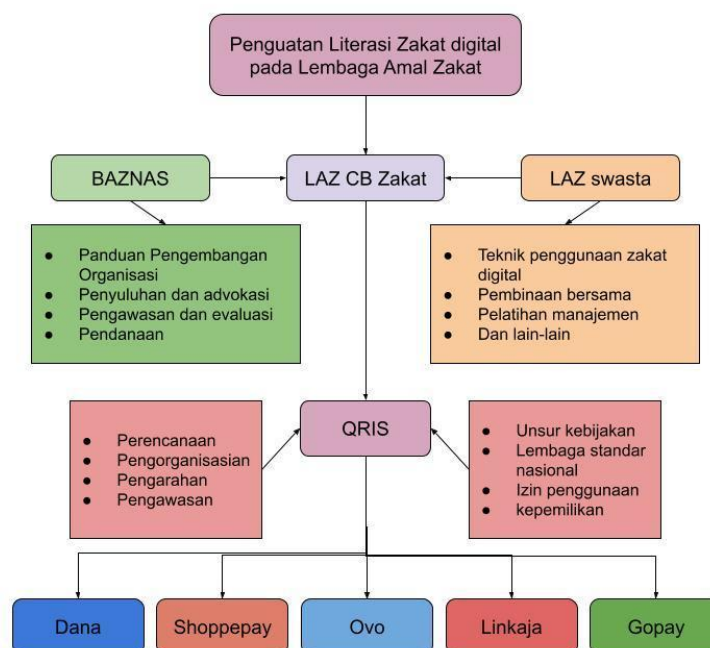 Penguatan Literasi Zakat digital
pada Lembaga Amal Zakat
BAZNAS
LAZ CB Zakat
LAZ swasta
● Panduan Pengembangan
Organisasi
● Penyuluhan dan advokasi
● Pengawasan dan evaluasi
● Pendanaan
● Teknik penggunaan zakat
digital
● Pembinaan bersama
● Pelatihan manajemen
● Dan lain-lain
● Perencanaan
● Pengorganisasian
● Pengarahan
● Pengawasan
QRIS
● Unsur kebijakan
● Lembaga standar
nasional
● Izin penggunaan
● kepemilikan
Dana
Shoppepay
Ovo
Linkaja
Gopay